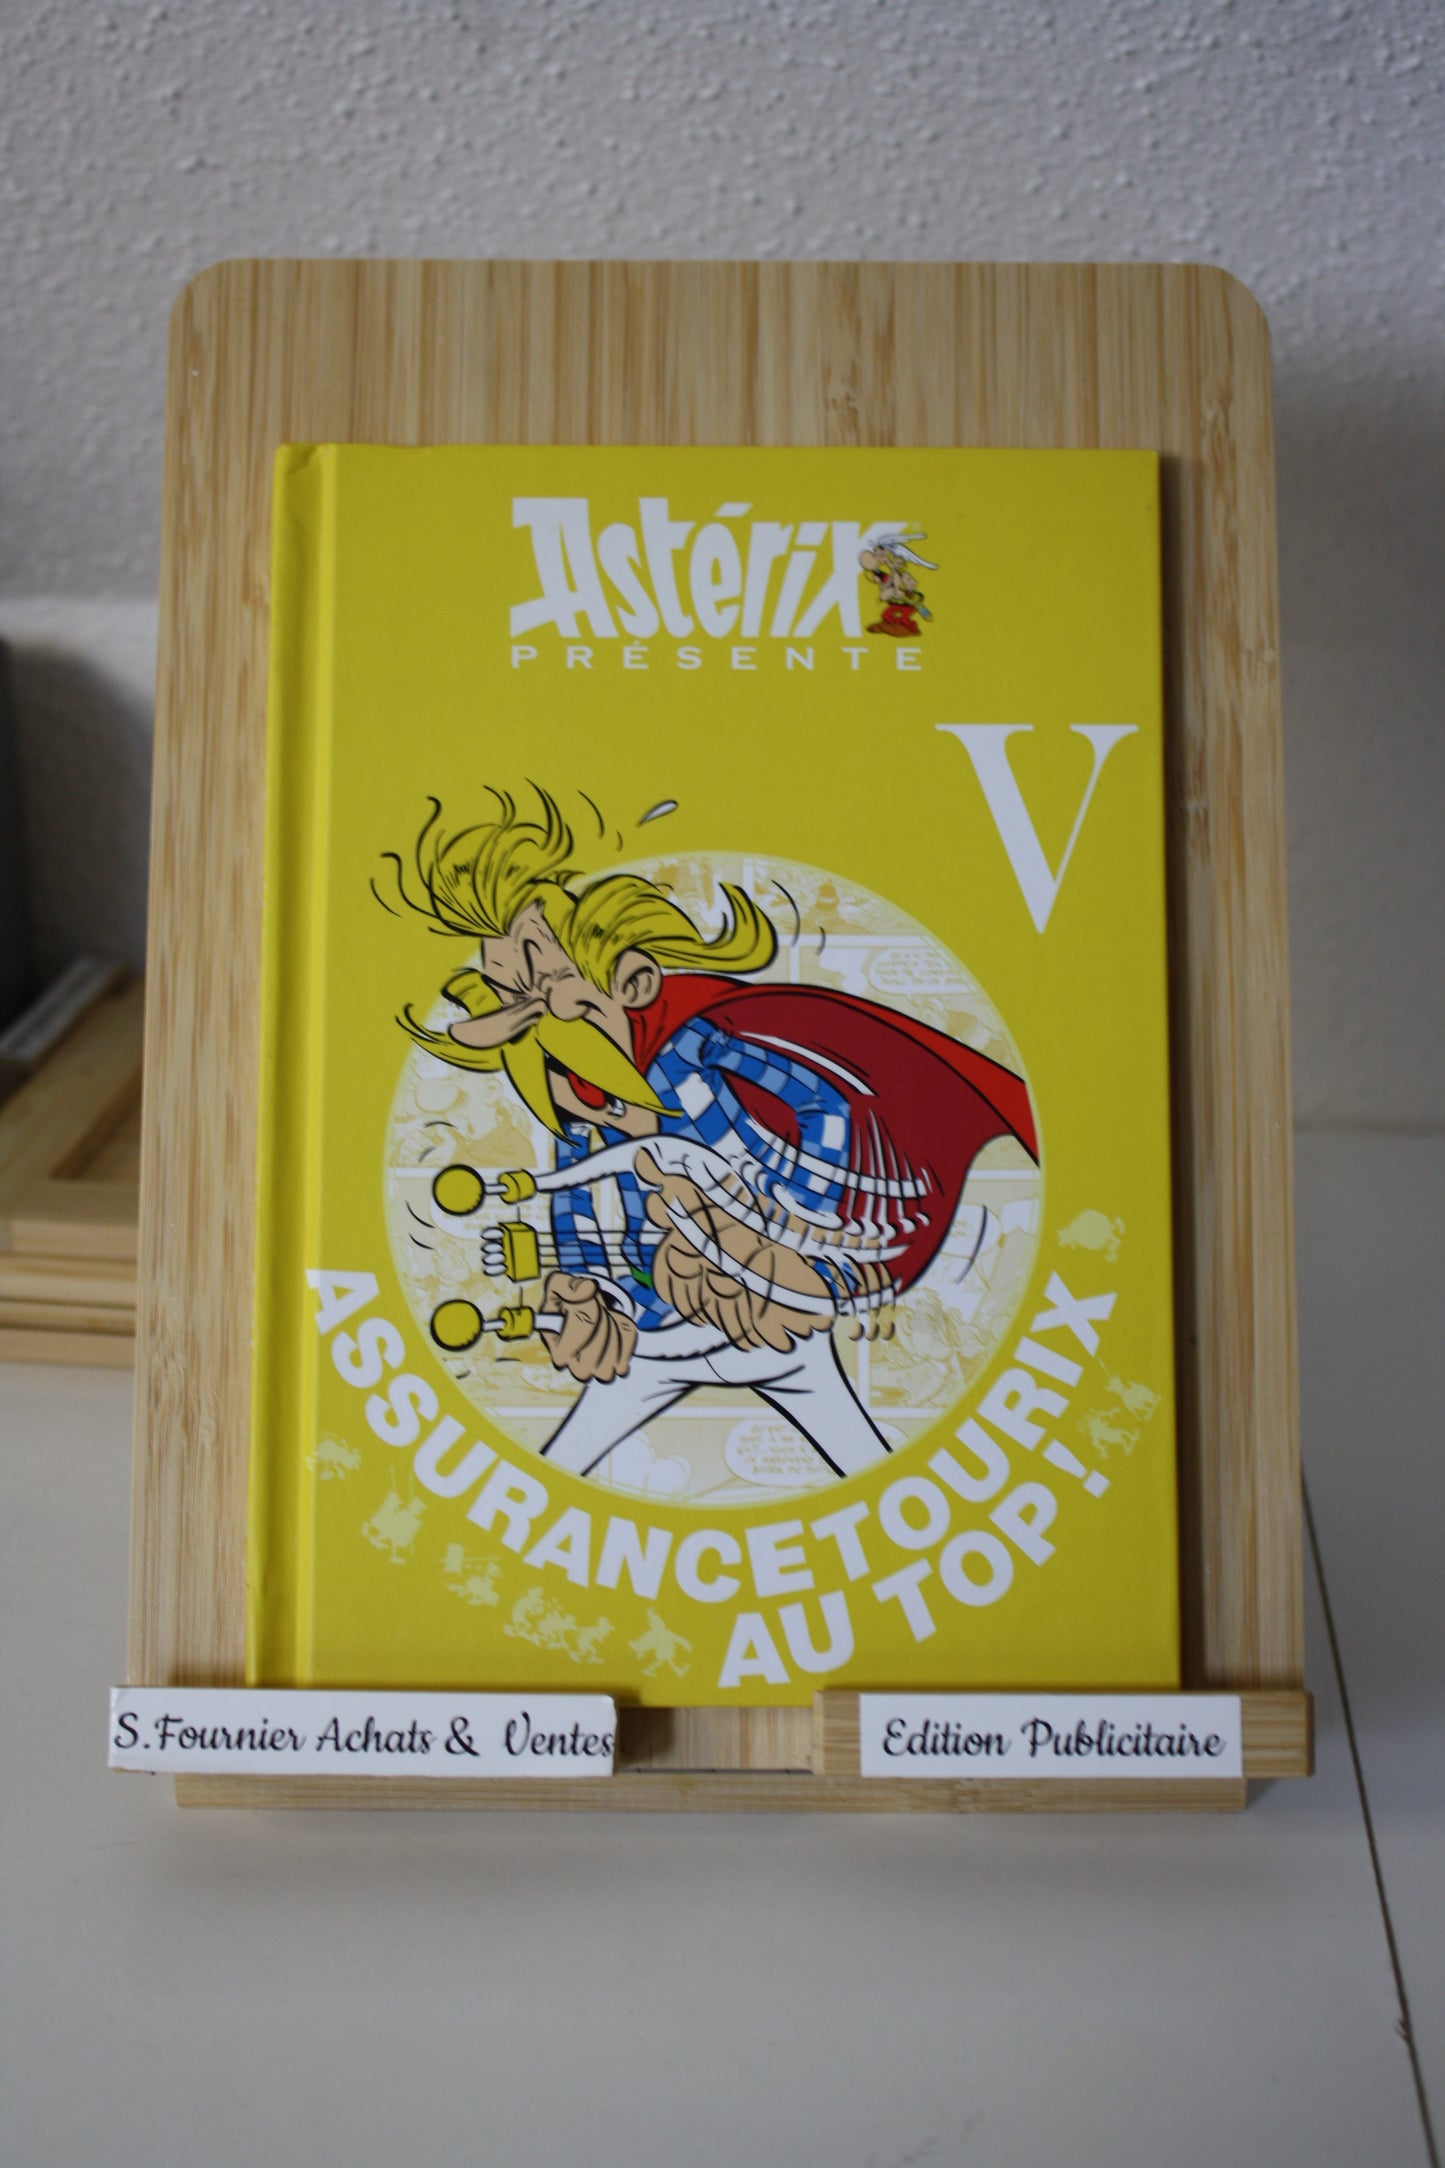 Astérix
PRÉSENTE
V
ASSURANCETOURIX
AU TOP !
S.Fournier Achats & Ventes
Edition Publicitaire